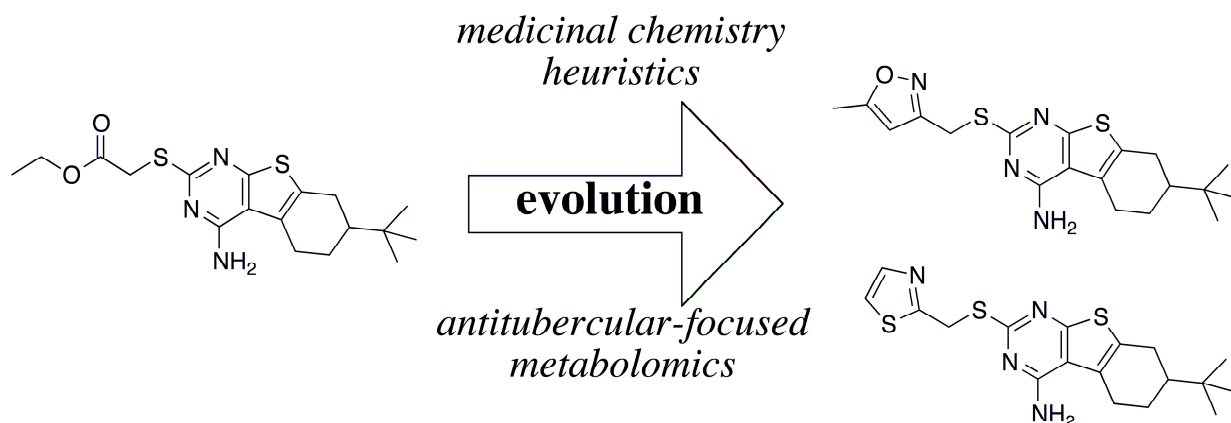 medicinal chemistry
heuristics
evolution
antitubercular-focused
metabolomics
O
O
S
N
S
N
NH2
O
N
S
N
S
N
NH2
N
S
S
N
S
N
NH2